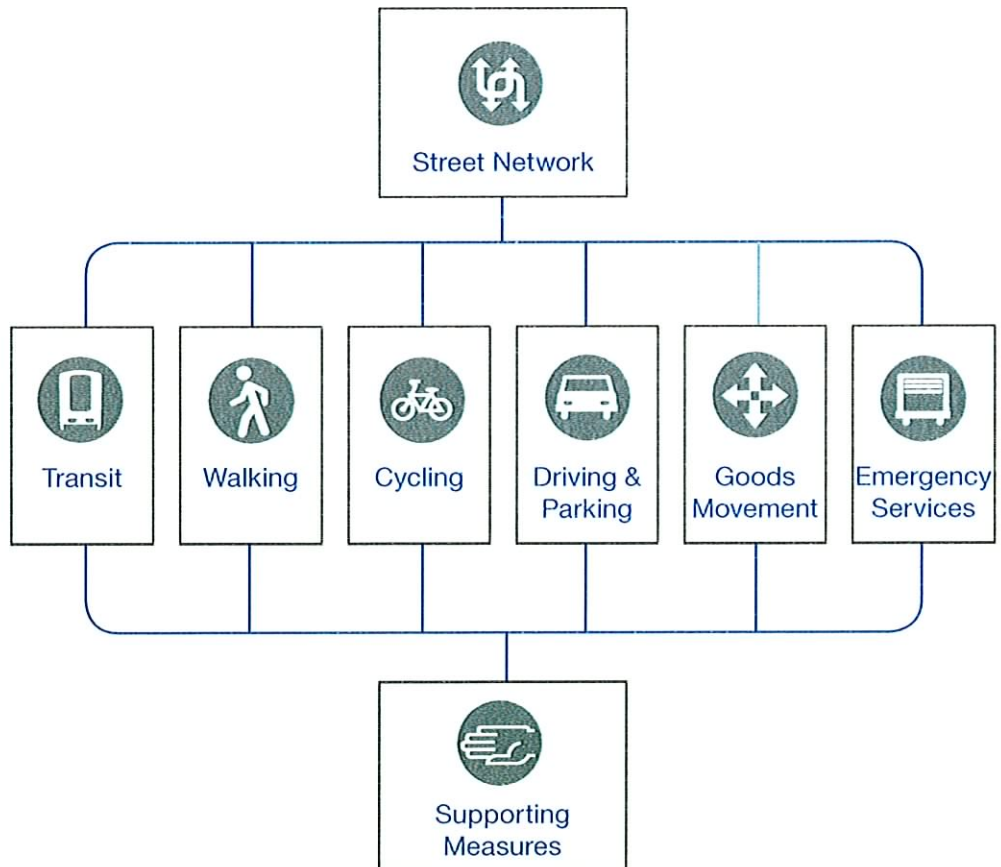 Street Network
Transit
Walking
Cycling
Driving &
Parking
Goods
Movement
Emergency
Services
Supporting
Measures